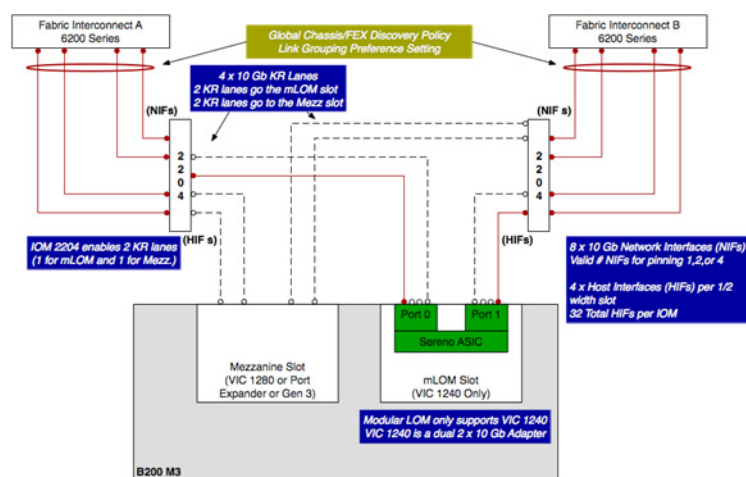 Fabric Interconnect A
6200 Series
Global Chassis/FEX Discovery Policy
Link Grouping Preference Setting
Fabric Interconnect B
6200 Series
4 x 10 Gb KR Lanes
2 KR lanes go the mLOM slot
2 KR lanes go to the Mezz slot
(NIFs)
(NIF s)
2
2
0
4
2
2
0
4
(HIF s)
(HIFs)
IOM 2204 enables 2 KR lanes
(1 for mLOM and 1 for Mezz.)
8 x 10 Gb Network Interfaces (NIFs)
Valid # NIFs for pinning 1,2,or 4
4 x Host Interfaces (HIFs) per 1/2
width slot
32 Total HIFs per IOM
Port 0
Port 1
Sereno ASIC
Mezzanine Slot
(VIC 1280 or Port
Expander or Gen 3)
mLOM Slot
(VIC 1240 Only)
Modular LOM only supports VIC 1240
VIC 1240 is a dual 2 x 10 Gb Adapter
B200 M3